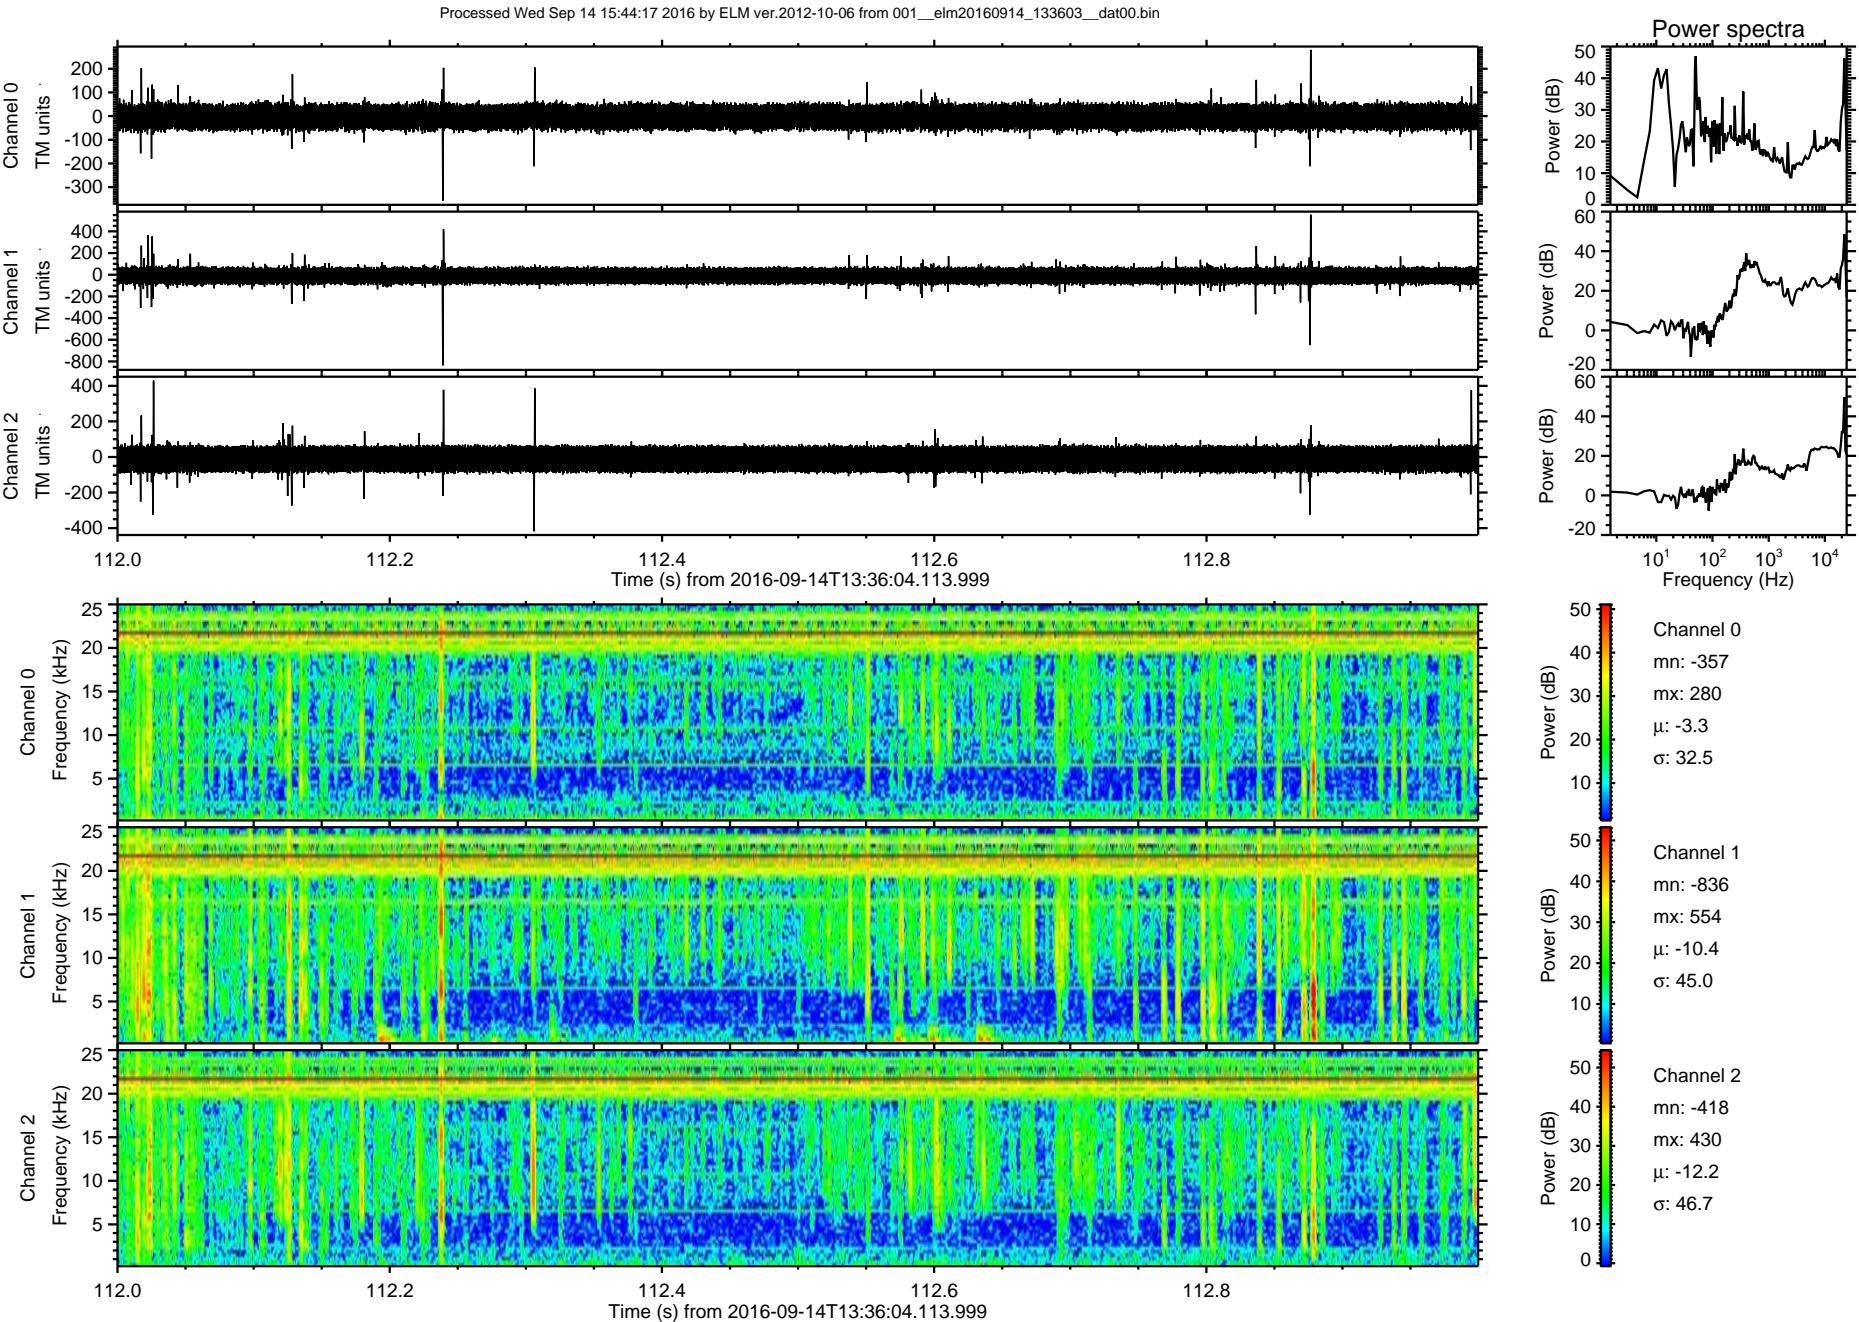 Processed Wed Sep 14 15:44:17 2016 by ELM ver.2012-10-06 from 001__elm20160914_133603__dat00.bin
Power spectra
Channel 0
TM units
200
100
0
-100
-200
-300
Power (dB)
50
40
30
20
10
0
Channel 1
TM units
400
200
0
-200
-400
-600
-800
Power (dB)
60
40
20
0
-20
Channel 2
TM units
400
200
0
-200
-400
Power (dB)
60
40
20
0
-20
112.0 112.2 112.4 112.6 112.8
Time (s) from 2016-09-14T13:36:04.113.999
10^1 10^2 10^3 10^4
Frequency (Hz)
Channel 0
Frequency (kHz)
25
20
15
10
5
Power (dB)
50
40
30
20
10
Channel 0
mn: -357
mx: 280
μ: -3.3
σ: 32.5
Channel 1
Frequency (kHz)
25
20
15
10
5
Power (dB)
50
40
30
20
10
Channel 1
mn: -836
mx: 554
μ: -10.4
σ: 45.0
Channel 2
Frequency (kHz)
25
20
15
10
5
Power (dB)
50
40
30
20
10
0
Channel 2
mn: -418
mx: 430
μ: -12.2
σ: 46.7
112.0 112.2 112.4 112.6 112.8
Time (s) from 2016-09-14T13:36:04.113.999